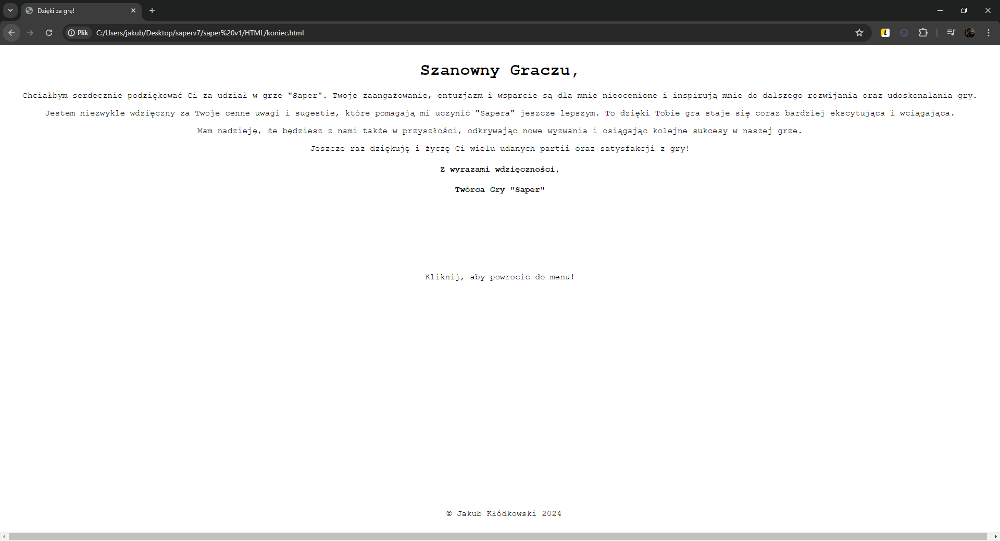 Dzięki za grę!
Plik
C:/Users/jakub/Desktop/saperv7/saper%20v1/HTML/koniec.html
Szanowny Graczu,
Chciałbym serdecznie podziękować Ci za udział w grze "Saper". Twoje zaangażowanie, entuzjazm i wsparcie są dla mnie nieocenione i inspirują mnie do dalszego rozwijania oraz udoskonalania gry.
Jestem niezwykle wdzięczny za Twoje cenne uwagi i sugestie, które pomagają mi uczynić "Sapera" jeszcze lepszym. To dzięki Tobie gra staje się coraz bardziej ekscytująca i wciągająca.
Mam nadzieję, że będziesz z nami także w przyszłości, odkrywając nowe wyzwania i osiągając kolejne sukcesy w naszej grze.
Jeszcze raz dziękuję i życzę Ci wielu udanych partii oraz satysfakcji z gry!
Z wyrazami wdzięczności,
Twórca Gry "Saper"
Kliknij, aby powrocic do menu!
© Jakub Kłódkowski 2024